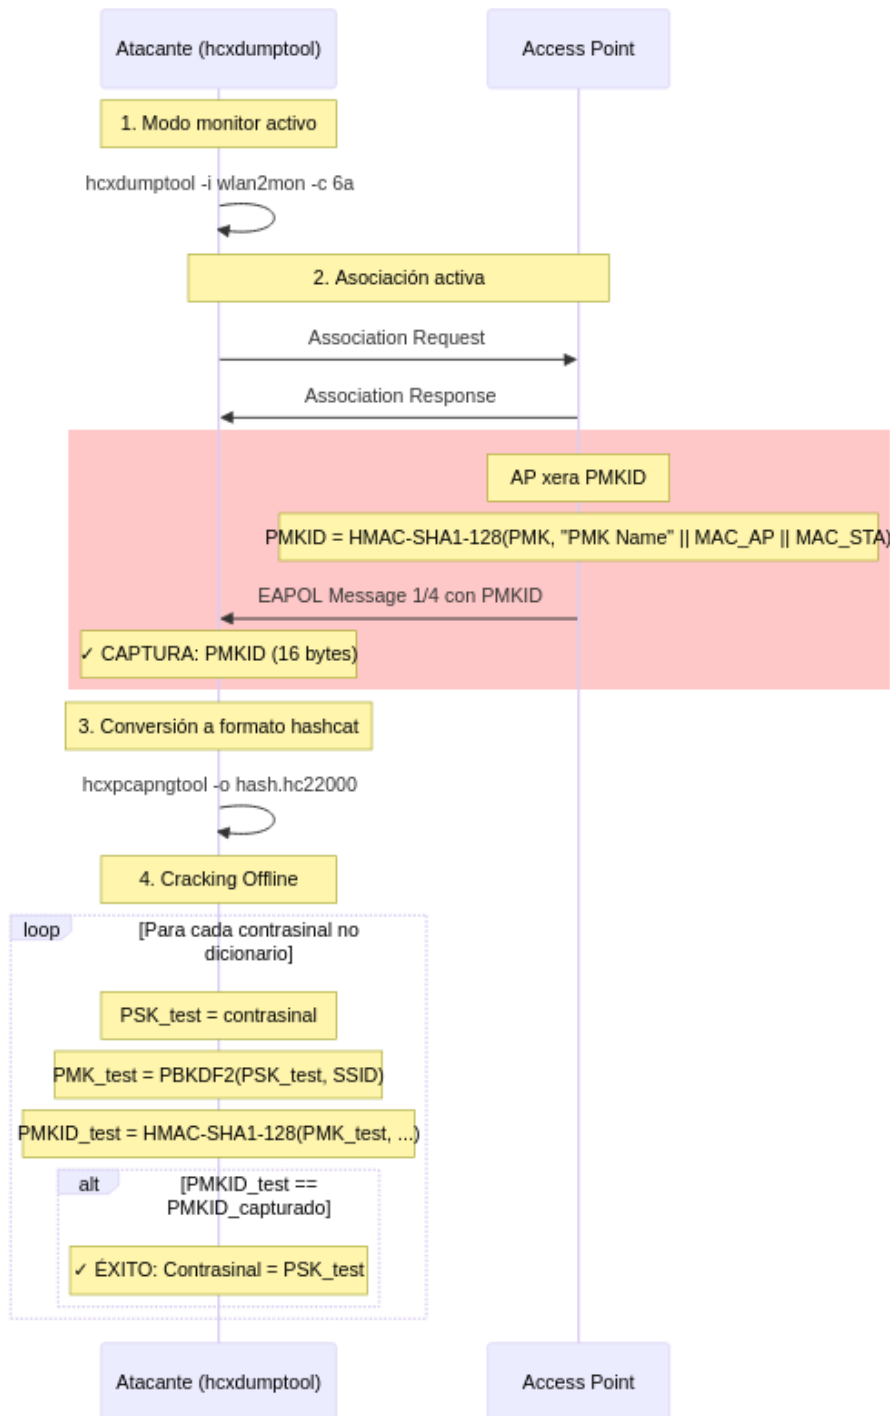 Atacante (hcxdumptool)
Access Point
1. Modo monitor activo
hcxdumptool -i wlan2mon -c 6a
2. Asociación activa
Association Request
Association Response
AP xera PMKID
PMKID = HMAC-SHA1-128(PMK, "PMK Name" || MAC_AP || MAC_STA)
EAPOL Message 1/4 con PMKID
✓ CAPTURA: PMKID (16 bytes)
3. Conversión a formato hashcat
hcxpcapngtool -o hash.hc22000
4. Cracking Offline
loop
[Para cada contrasinal no
dicionario]
PSK_test = contrasinal
PMK_test = PBKDF2(PSK_test, SSID)
PMKID_test = HMAC-SHA1-128(PMK_test, ...)
alt
[PMKID_test ==
PMKID_capturado]
✓ ÉXITO: Contrasinal = PSK_test
Atacante (hcxdumptool)
Access Point